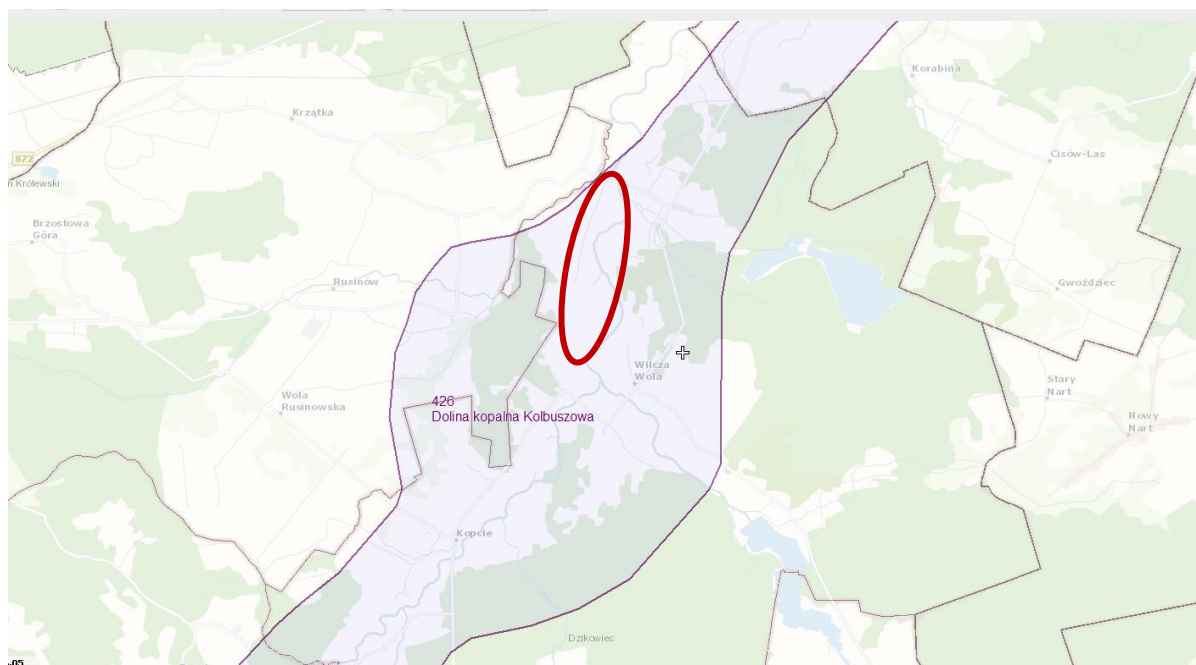 Korabina
Krzątka
Cisów-Las
872
n Królewski
Brzostowa
Góra
Rusinów
Gwoździec
Wilcza
Wola
Stary
Nart
Wola
Rusinowska
426
Dolina kopalna Kolbuszowa
Nowy
Nart
Kopcie
Dzikowiec